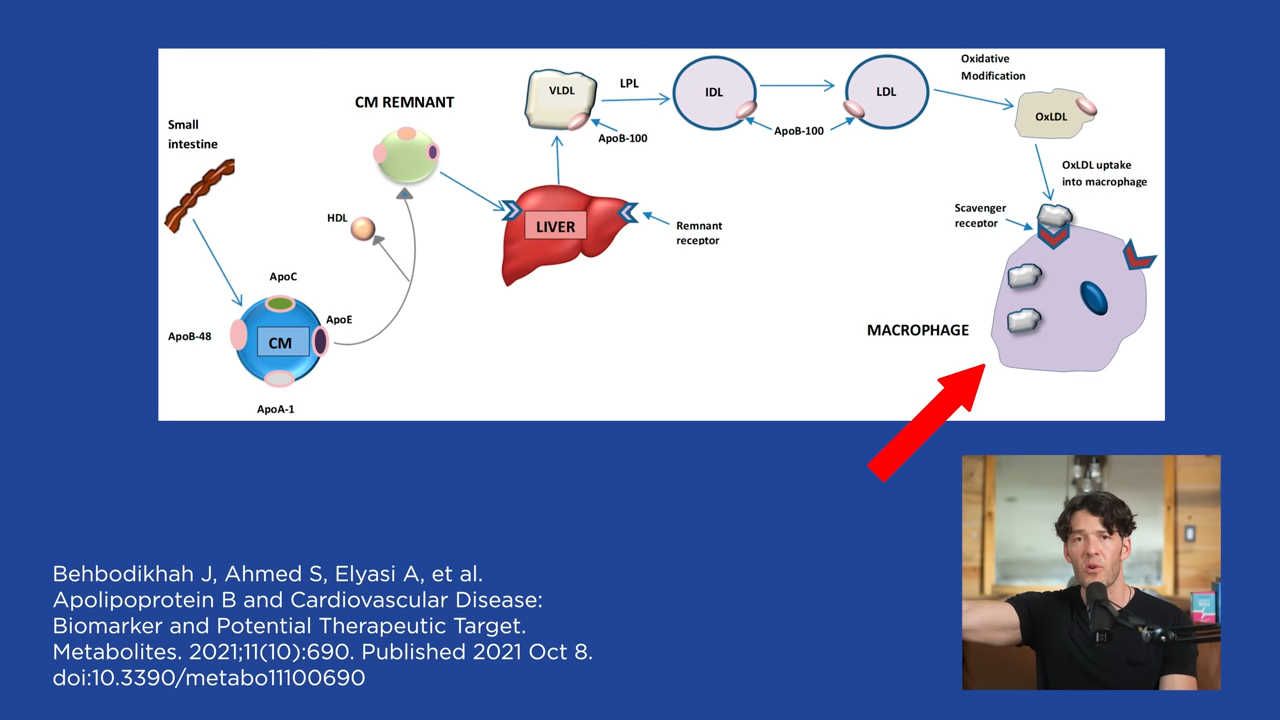 Small
intestine
CM REMNANT
HDL
ApoC
ApoB-48
CM
ApoE
ApoA-1
VLDL
LPL
ApoB-100
LIVER
Remnant
receptor
IDL
ApoB-100
LDL
Oxidative
Modification
OxLDL
OxLDL uptake
into macrophage
Scavenger
receptor
MACROPHAGE
Behbodikhah J, Ahmed S, Elyasi A, et al.
Apolipoprotein B and Cardiovascular Disease:
Biomarker and Potential Therapeutic Target.
Metabolites. 2021;11(10):690. Published 2021 Oct 8.
doi:10.3390/metabo11100690